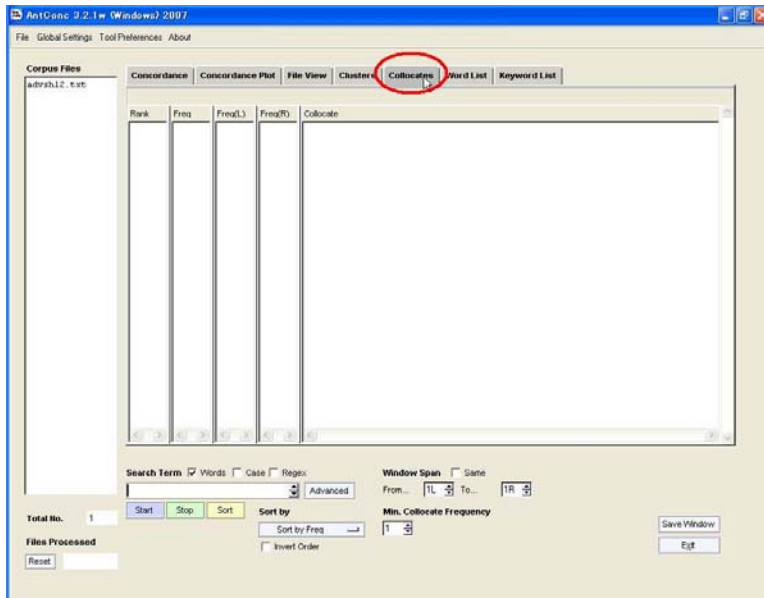 AntConc 3.2.1w (Windows) 2007
File Global Settings Tool Preferences About
Corpus Files
advshl2.txt
Concordance Concordance Plot File View Clusters Collocates Word List Keyword List
Rank Freq Freq(L) Freq(R) Collocate
Search Term Words Case Regex
Advanced
Start Stop Sort
Sort by
Sort by Freq
Invert Order
Window Span Same
From... 1L To... 1R
Min. Collocate Frequency
1
Total No. 1
Files Processed
Reset
Save Window
Exit